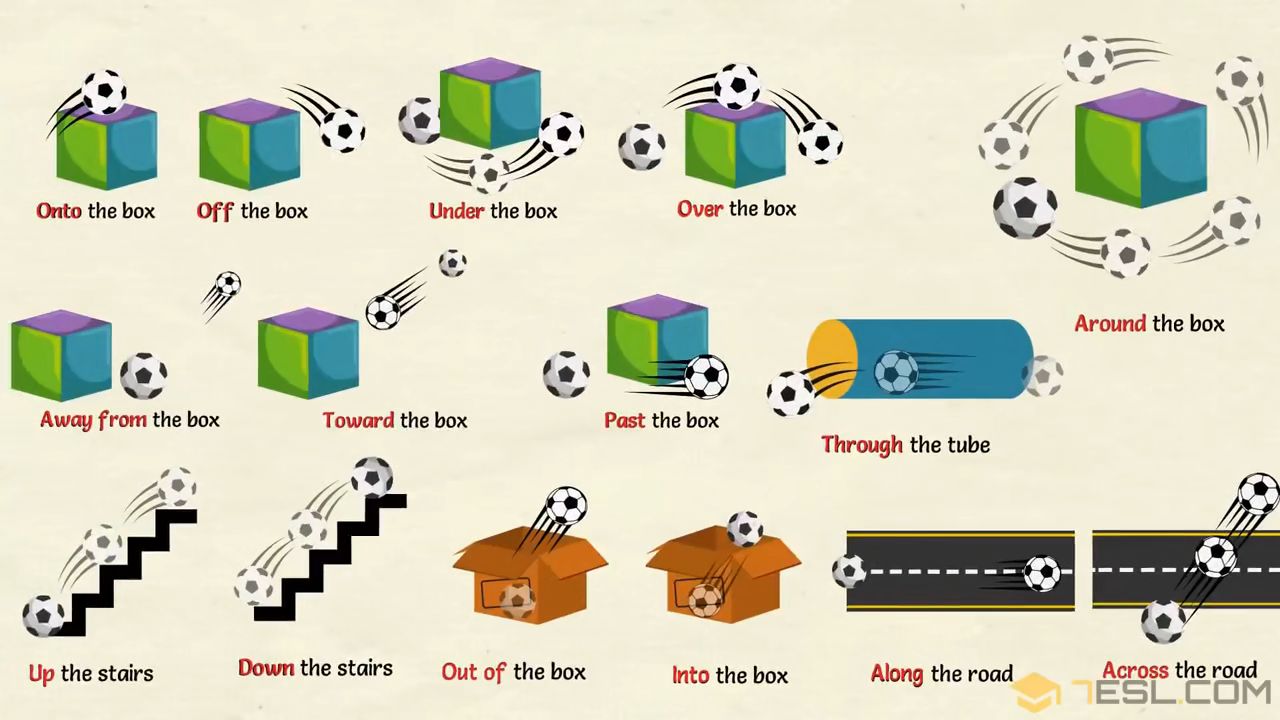 Onto the box
Off the box
Under the box
Over the box
Around the box
Away from the box
Toward the box
Past the box
Through the tube
Up the stairs
Down the stairs
Out of the box
Into the box
Along the road
Across the road
7ESL.COM